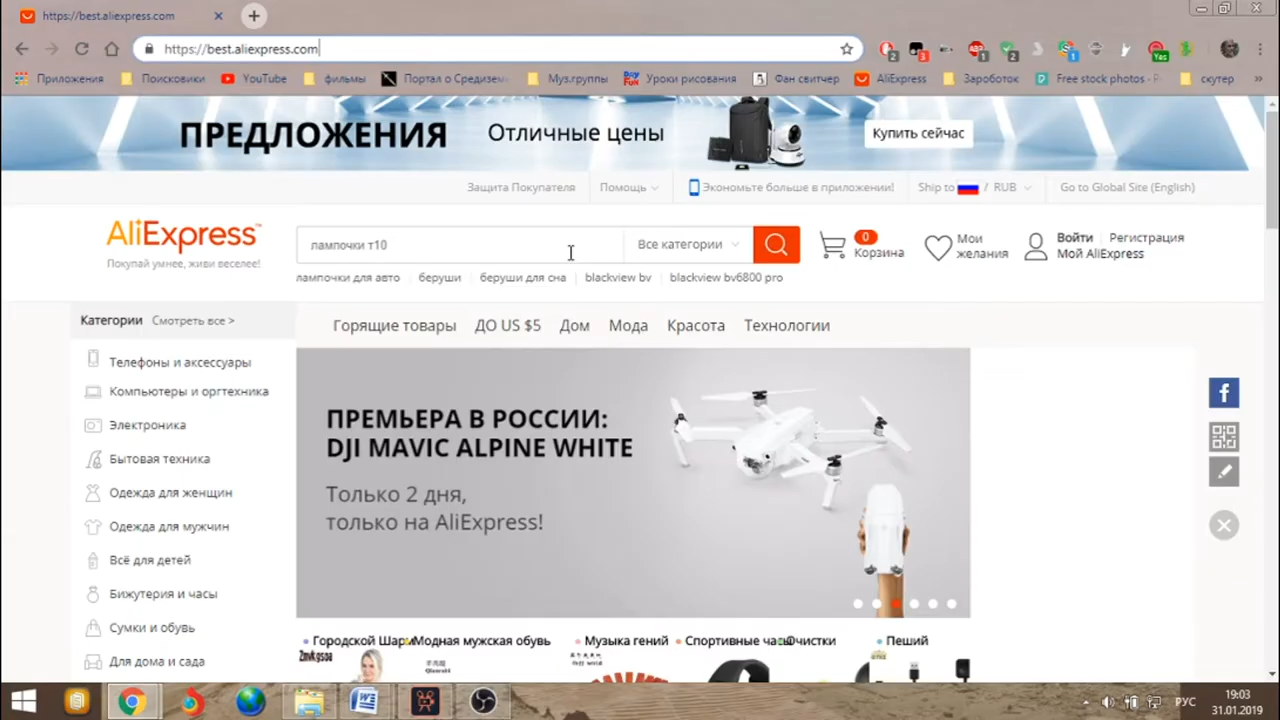 https://best.aliexpress.com
https://best.aliexpress.com
Приложения Поисковики YouTube фильмы Портал о Средизем Муз.группы Уроки рисования Фан свитчер AliExpress Зароботок Free stock photos - P скутер »
ПРЕДЛОЖЕНИЯ Отличные цены Купить сейчас
Защита Покупателя Помощь Экономьте больше в приложении! Ship to / RUB Go to Global Site (English)
AliExpress™
Покупай умнее, живи веселее!
лампочки т10 Все категории
0 Корзина
Мои желания
Войти Регистрация
Мой AliExpress
лампочки для авто беруши беруши для сна blackview bv blackview bv6800 pro
Категории Смотреть все >
Горящие товары ДО US $5 Дом Мода Красота Технологии
Телефоны и аксессуары
Компьютеры и оргтехника
Электроника
Бытовая техника
Одежда для женщин
Одежда для мужчин
Всё для детей
Бижутерия и часы
Сумки и обувь
Для дома и сада
ПРЕМЬЕРА В РОССИИ:
DJI MAVIC ALPINE WHITE
Только 2 дня,
только на AliExpress!
Городской Модная мужская обувь Музыка гений Спортивные Очистки Пеший
РУС
19:03
31.01.2019